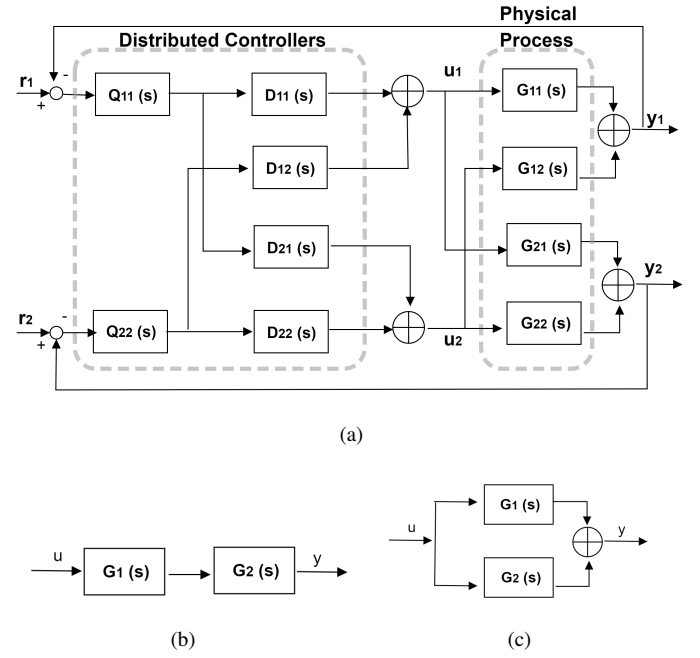 Physical
Distributed Controllers Process
r1 - + Q11 (s) D11 (s) u1 G11 (s) y1
D12 (s) G12 (s)
D21 (s) G21 (s) y2
r2 - + Q22 (s) D22 (s) u2 G22 (s)
(a)
u G1 (s) G2 (s) y
(b)
u G1 (s) y
G2 (s)
(c)